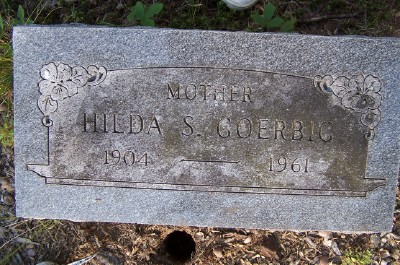 MOTHER
HILDA S. GOERBIG
1904 — 1961